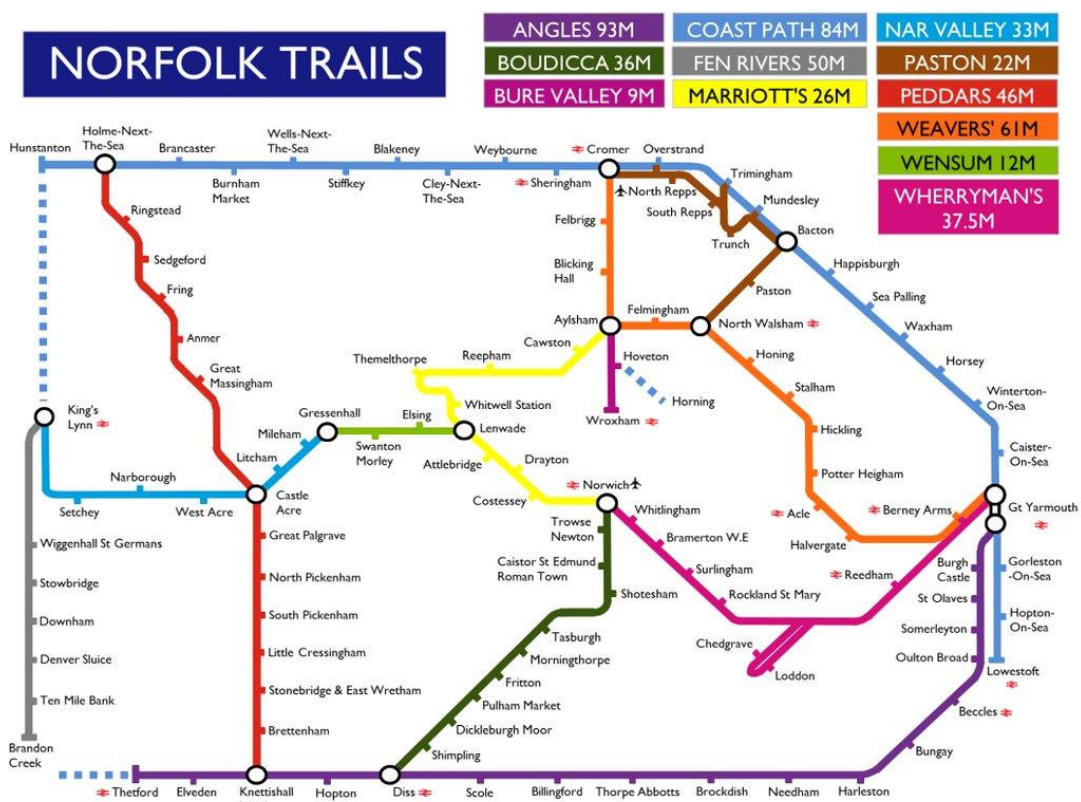 NORFOLK TRAILS
ANGLES 93M
COAST PATH 84M
NAR VALLEY 33M
BOUDICCA 36M
FEN RIVERS 50M
PASTON 22M
BURE VALLEY 9M
MARRIOTT'S 26M
PEDDARS 46M
WEAVERS' 61M
WENSUM 12M
WHERRYMAN'S
37.5M
Hunstanton
Holme-Next-
The-Sea
Brancaster
Burnham
Market
Wells-Next-
The-Sea
Stiffkey
Blakeney
Cley-Next-
The-Sea
Weybourne
Sheringham
Cromer
Overstrand
North Repps
South Repps
Trimingham
Mundesley
Trunch
Bacton
Ringstead
Sedgeford
Fring
Anmer
Great
Massingham
Felbrigg
Blicking
Hall
Paston
Happisburgh
Sea Palling
Waxham
Horsey
Winterton-
On-Sea
Caister-
On-Sea
Aylsham
Felmingham
North Walsham
Cawston
Reepham
Themelthorpe
Hoveton
Horning
Wroxham
Honing
Stalham
Hickling
Potter Heigham
Acle
Halvergate
Berney Arms
Gt Yarmouth
King's
Lynn
Gressenhall
Mileham
Litcham
Elsing
Swanton
Morley
Whitwell Station
Lenwade
Attlebridge
Drayton
Costessey
Norwich
Narborough
Setchey
West Acre
Castle
Acre
Whitlingham
Trowse
Newton
Bramerton W.E
Caistor St Edmund
Roman Town
Surlingham
Shotesham
Rockland St Mary
Reedham
Chedgrave
Loddon
Burgh
Castle
St Olaves
Somerleyton
Oulton Broad
Gorleston
-On-Sea
Hopton-
On-Sea
Lowestoft
Beccles
Bungay
Wiggenhall St Germans
Stowbridge
Downham
Denver Sluice
Ten Mile Bank
Brandon
Creek
Great Palgrave
North Pickenham
South Pickenham
Little Cressingham
Stonebridge & East Wretham
Brettenham
Tasburgh
Morningthorpe
Fritton
Pulham Market
Dickleburgh Moor
Shimpling
Thetford
Elveden
Knettishall
Hopton
Diss
Scole
Billingford
Thorpe Abbotts
Brockdish
Needham
Harleston